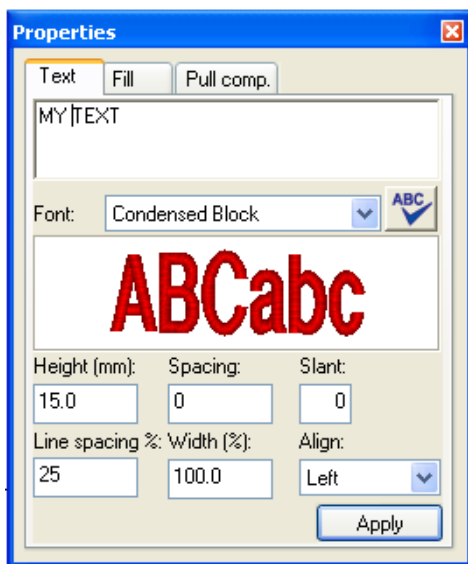 Properties
Text Fill Pull comp.
MY TEXT
Font: Condensed Block ABC
ABCabc
Height (mm): Spacing: Slant:
15.0 0 0
Line spacing %: Width (%): Align:
25 100.0 Left
Apply